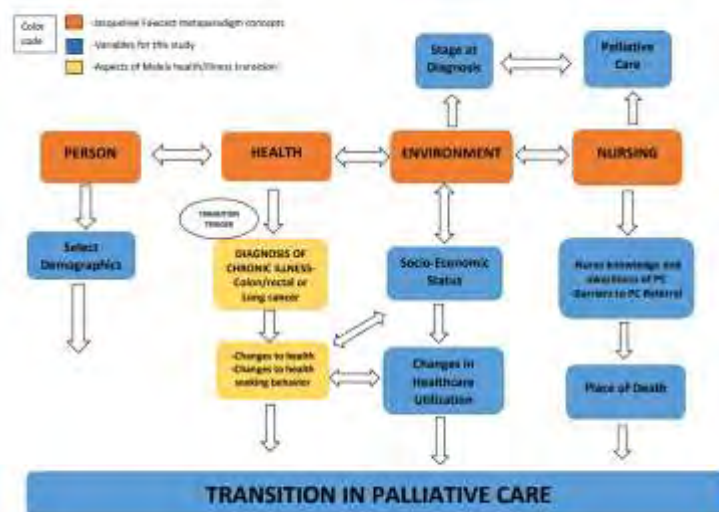 Color
code
-Jacqueline Fawcett metaparadigm concepts
-Variables for this study
-Aspects of Meleis health/illness transition
Stage at
Diagnosis
Palliative
Care
PERSON
HEALTH
ENVIRONMENT
NURSING
TRANSITION
TRIGGER
Select
Demographics
DIAGNOSIS OF
CHRONIC ILLNESS-
Colon/rectal or
Lung cancer
Socio-Economic
Status
Nurse knowledge and
awareness of PC
Barriers to PC Referral
-Changes to health
-Changes to health
seeking behavior
Changes in
Healthcare
Utilization
Place of Death
TRANSITION IN PALLIATIVE CARE